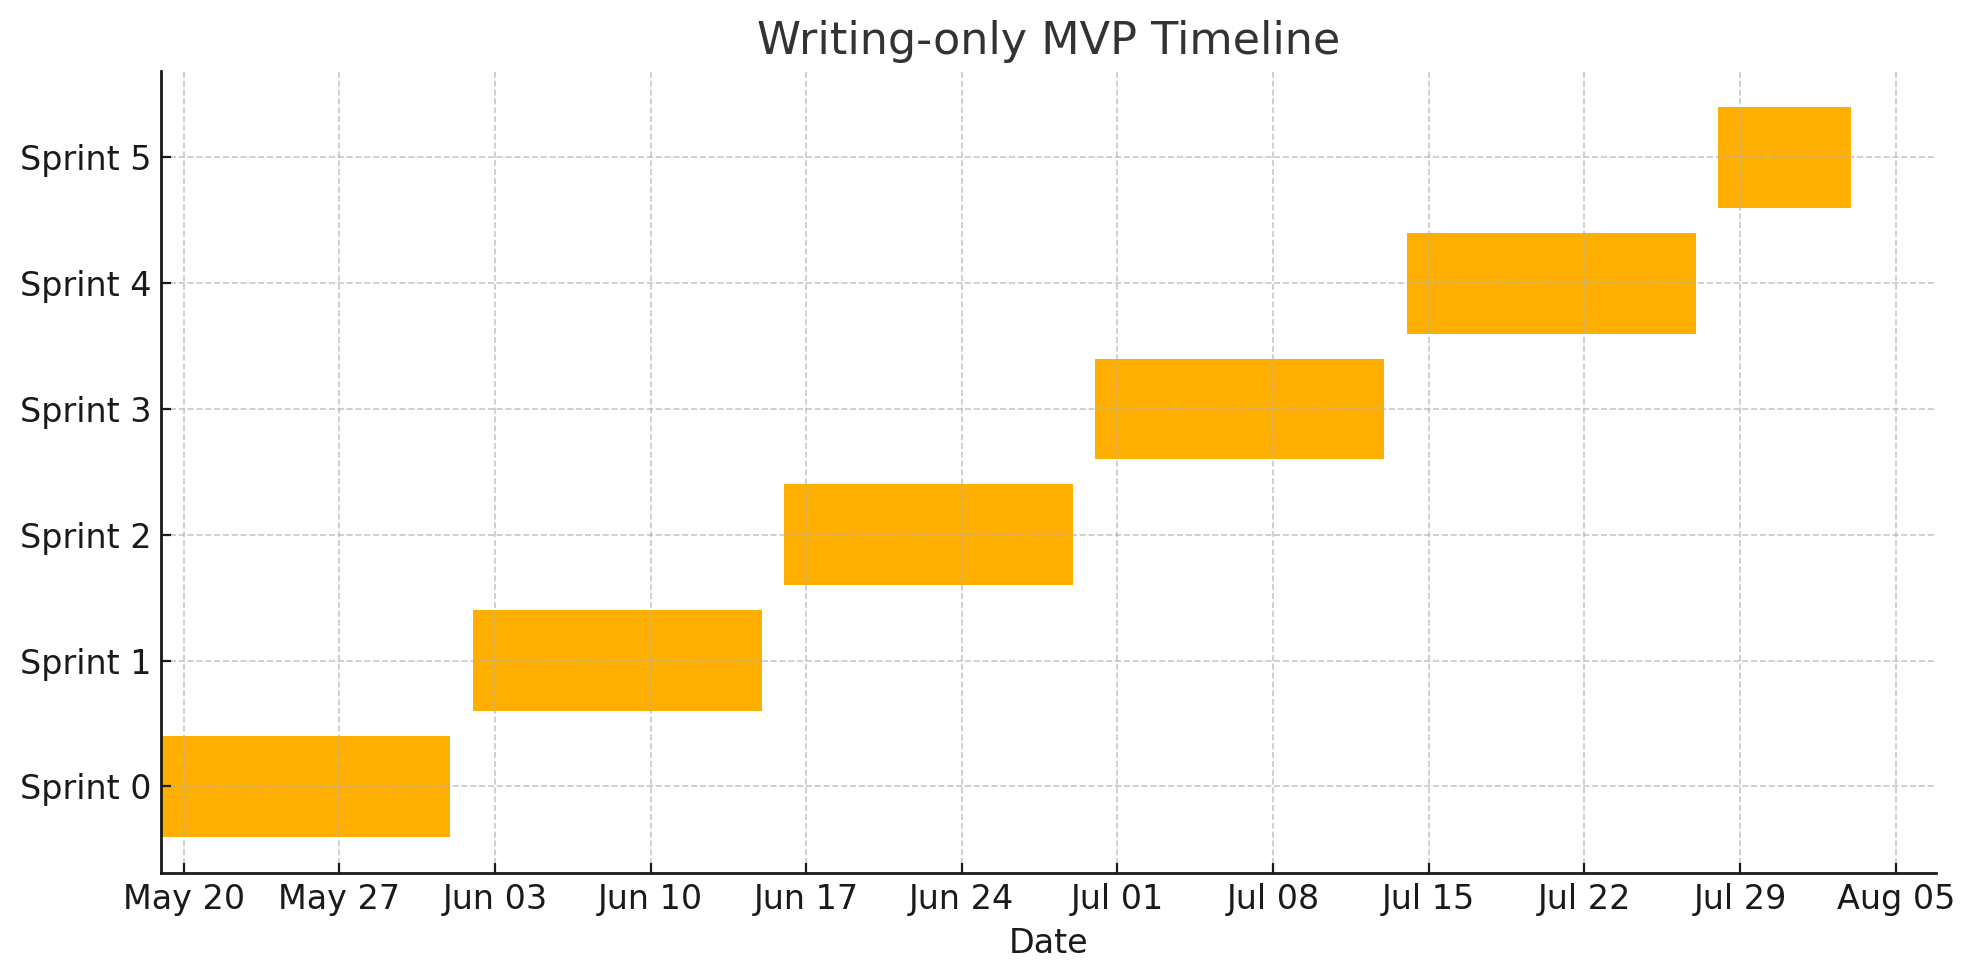 Writing-only MVP Timeline
Sprint 5
Sprint 4
Sprint 3
Sprint 2
Sprint 1
Sprint 0
May 20 May 27 Jun 03 Jun 10 Jun 17 Jun 24 Jul 01 Jul 08 Jul 15 Jul 22 Jul 29 Aug 05
Date